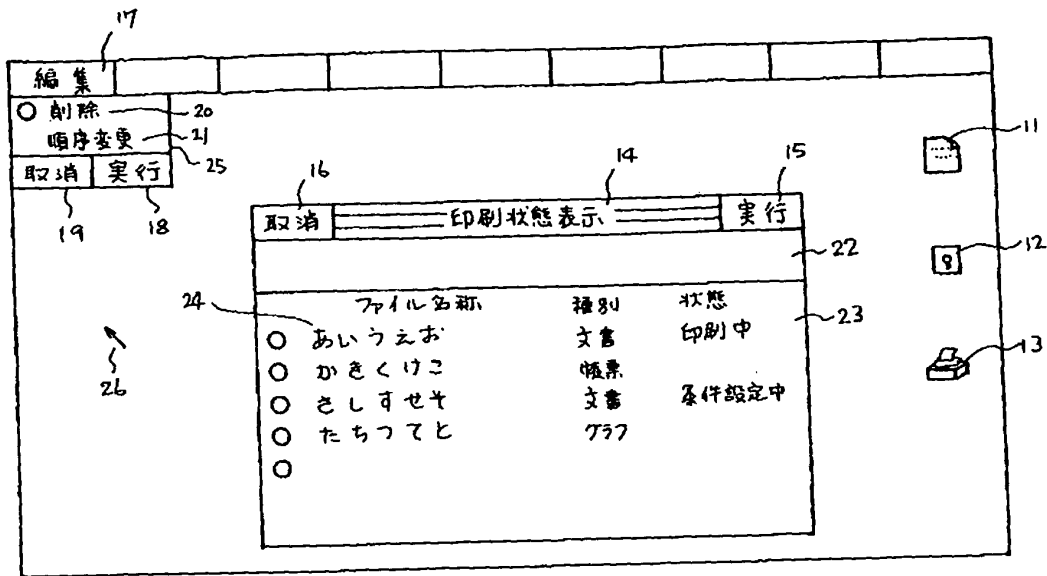 17
編集
○ 削除 20
順序変更 21
25
取消 実行
19 18
16 14 15
取消 印刷状態表示 実行
22
24 ファイル名称 種別 状態
23
○ あいうえお 文書 印刷中
○ かきくけこ 帳票
○ さしすせそ 文書 条件設定中
○ たちつてと グラフ
○
26
11
8 12
13